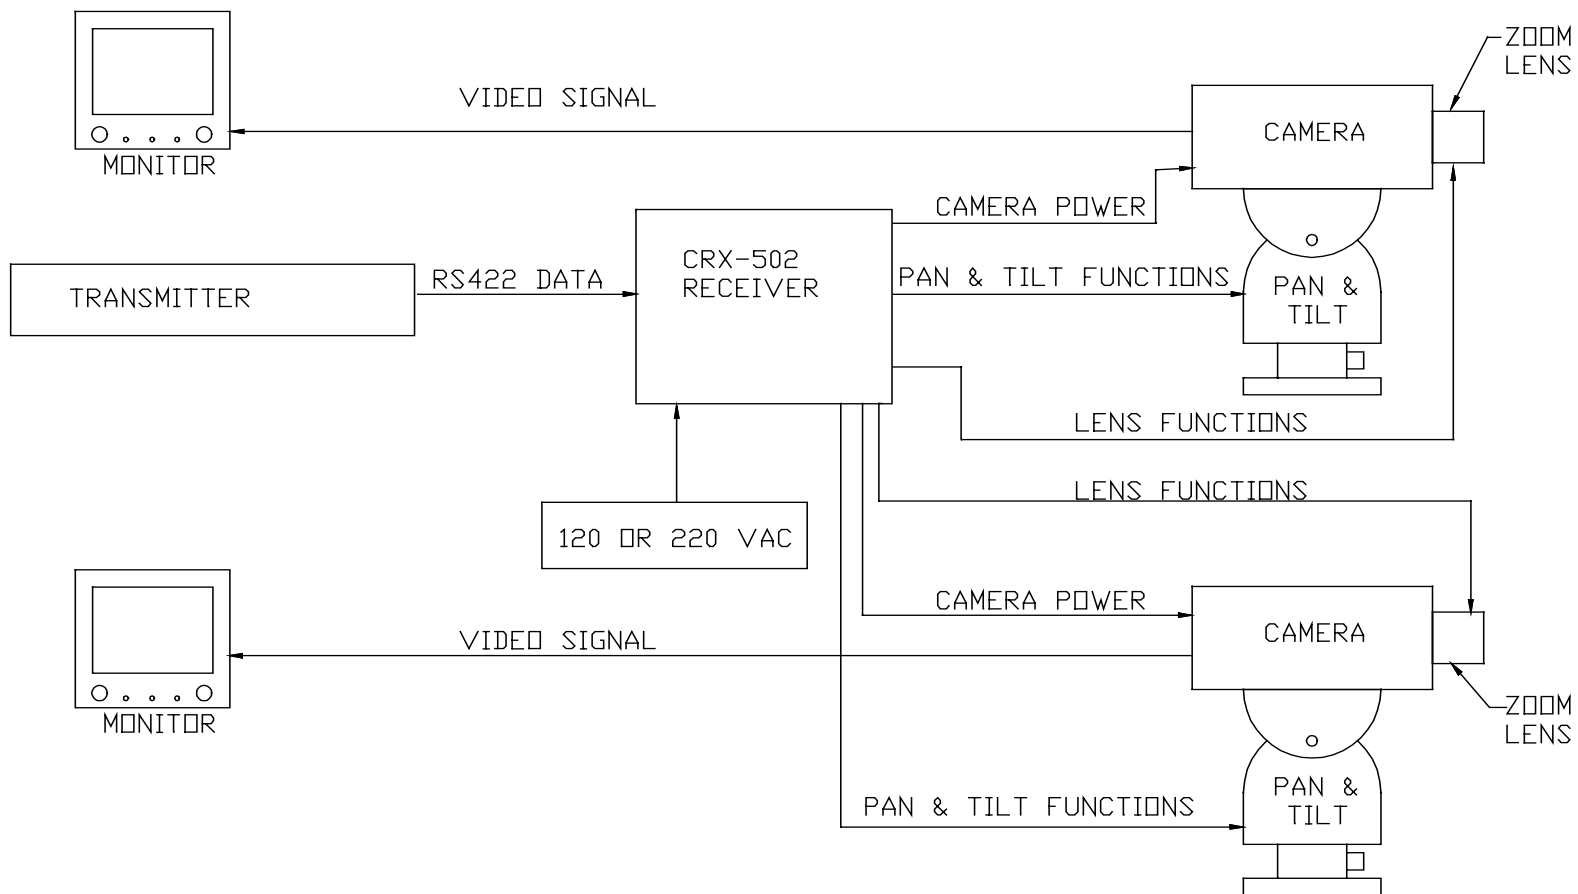 ZOOM
LENS
VIDEO SIGNAL
CAMERA
MONITOR
CAMERA POWER
CRX-502
RECEIVER
PAN & TILT FUNCTIONS
RS422 DATA
TRANSMITTER
PAN &
TILT
LENS FUNCTIONS
LENS FUNCTIONS
120 OR 220 VAC
CAMERA POWER
CAMERA
VIDEO SIGNAL
MONITOR
ZOOM
LENS
PAN &
TILT
PAN & TILT FUNCTIONS